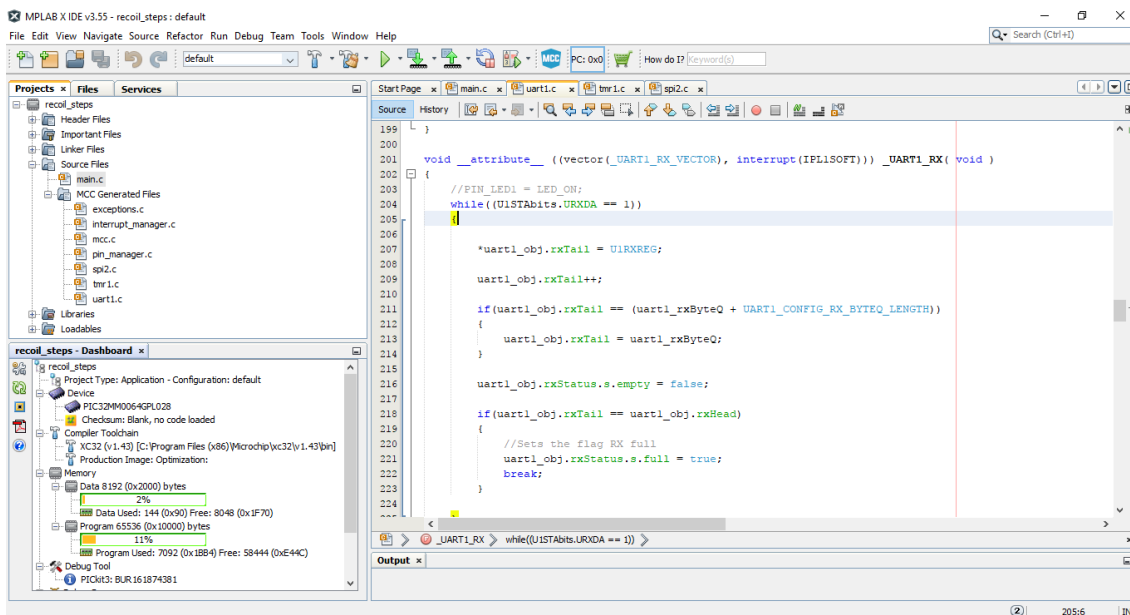 MPLAB X IDE v3.55 - recoil_steps : default
File Edit View Navigate Source Refactor Run Debug Team Tools Window Help
Search (Ctrl+I)
default
MCC
PC: 0x0
How do I? Keyword(s)
Projects x Files Services
recoil_steps
Header Files
Important Files
Linker Files
Source Files
main.c
MCC Generated Files
exceptions.c
interrupt_manager.c
mcc.c
pin_manager.c
spi2.c
tmr1.c
uart1.c
Libraries
Loadables
recoil_steps - Dashboard x
recoil_steps
Project Type: Application - Configuration: default
Device
PIC32MM0064GPL028
Checksum: Blank, no code loaded
Compiler Toolchain
XC32 (v1.43) [C:\Program Files (x86)\Microchip\xc32\v1.43\bin]
Production Image: Optimization:
Memory
Data 8192 (0x2000) bytes
2%
Data Used: 144 (0x90) Free: 8048 (0x1F70)
Program 65536 (0x10000) bytes
11%
Program Used: 7092 (0x1BB4) Free: 58444 (0xE44C)
Debug Tool
PICkit3: BUR161874381
Start Page x main.c x uart1.c x tmr1.c x spi2.c x
Source History
199 }
200
201 void __attribute__ ((vector(_UART1_RX_VECTOR), interrupt(IPL1SOFT))) _UART1_RX( void )
202 {
203 //PIN_LED1 = LED_ON;
204 while((U1STAbits.URXDA == 1))
205 {
206
207 *uart1_obj.rxTail = U1RXREG;
208
209 uart1_obj.rxTail++;
210
211 if(uart1_obj.rxTail == (uart1_rxByteQ + UART1_CONFIG_RX_BYTEQ_LENGTH))
212 {
213 uart1_obj.rxTail = uart1_rxByteQ;
214 }
215
216 uart1_obj.rxStatus.s.empty = false;
217
218 if(uart1_obj.rxTail == uart1_obj.rxHead)
219 {
220 //Sets the flag RX full
221 uart1_obj.rxStatus.s.full = true;
222 break;
223 }
224
_UART1_RX while((U1STAbits.URXDA == 1))
Output x
2 205:6